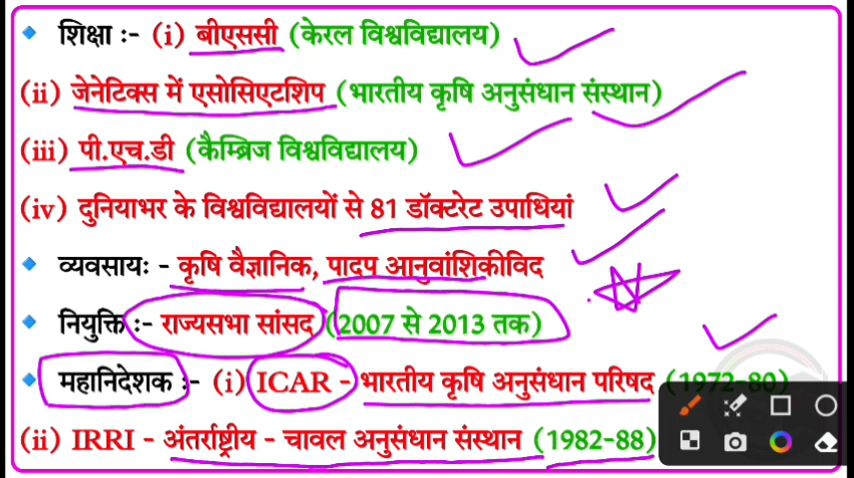 शिक्षा :- (i) बीएससी (केरल विश्वविद्यालय)
(ii) जेनेटिक्स में एसोसिएटशिप (भारतीय कृषि अनुसंधान संस्थान)
(iii) पी.एच.डी (कैम्ब्रिज विश्वविद्यालय)
(iv) दुनियाभर के विश्वविद्यालयों से 81 डॉक्टरेट उपाधियां
व्यवसायः - कृषि वैज्ञानिक, पादप आनुवांशिकीविद
नियुक्ति :- राज्यसभा सांसद (2007 से 2013 तक)
महानिदेशक :- (i) ICAR - भारतीय कृषि अनुसंधान परिषद (1972-80)
(ii) IRRI - अंतर्राष्ट्रीय - चावल अनुसंधान संस्थान (1982-88)